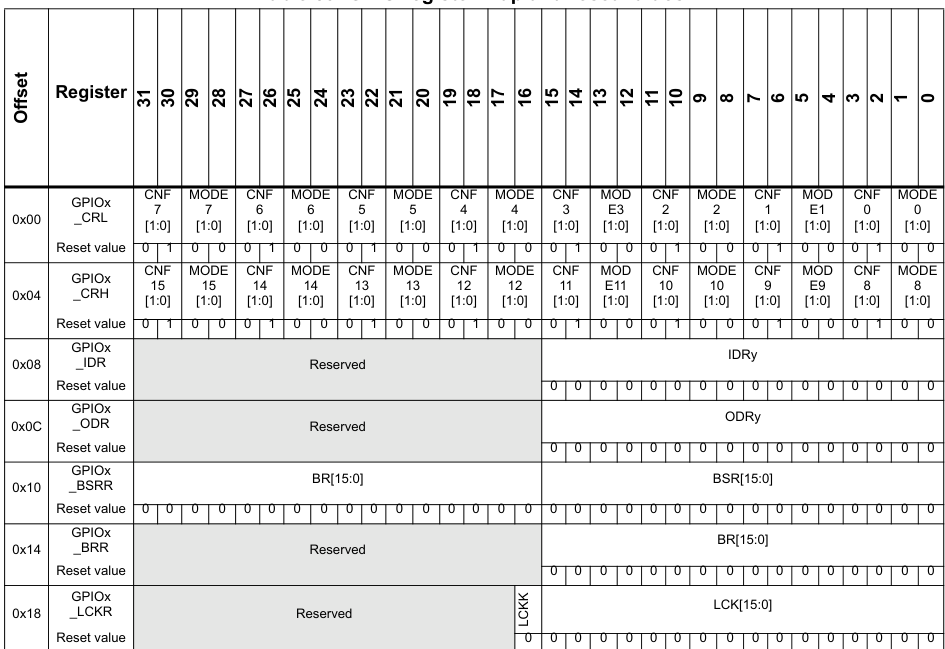 Offset Register 31 30 29 28 27 26 25 24 23 22 21 20 19 18 17 16 15 14 13 12 11 10 9 8 7 6 5 4 3 2 1 0
0x00 GPIOx _CRL CNF 7 [1:0] MODE 7 [1:0] CNF 6 [1:0] MODE 6 [1:0] CNF 5 [1:0] MODE 5 [1:0] CNF 4 [1:0] MODE 4 [1:0] CNF 3 [1:0] MOD E3 [1:0] CNF 2 [1:0] MODE 2 [1:0] CNF 1 [1:0] MOD E1 [1:0] CNF 0 [1:0] MODE 0 [1:0]
Reset value 0 1 0 0 0 1 0 0 0 1 0 0 0 1 0 0 0 1 0 0 0 1 0 0 0 1 0 0 0 1 0 0
0x04 GPIOx _CRH CNF 15 [1:0] MODE 15 [1:0] CNF 14 [1:0] MODE 14 [1:0] CNF 13 [1:0] MODE 13 [1:0] CNF 12 [1:0] MODE 12 [1:0] CNF 11 [1:0] MOD E11 [1:0] CNF 10 [1:0] MODE 10 [1:0] CNF 9 [1:0] MOD E9 [1:0] CNF 8 [1:0] MODE 8 [1:0]
Reset value 0 1 0 0 0 1 0 0 0 1 0 0 0 1 0 0 0 1 0 0 0 1 0 0 0 1 0 0 0 1 0 0
0x08 GPIOx _IDR Reserved IDRy
Reset value 0 0 0 0 0 0 0 0 0 0 0 0 0 0 0 0
0x0C GPIOx _ODR Reserved ODRy
Reset value 0 0 0 0 0 0 0 0 0 0 0 0 0 0 0 0
0x10 GPIOx _BSRR BR[15:0] BSR[15:0]
Reset value 0 0 0 0 0 0 0 0 0 0 0 0 0 0 0 0 0 0 0 0 0 0 0 0 0 0 0 0 0 0 0 0
0x14 GPIOx _BRR Reserved BR[15:0]
Reset value 0 0 0 0 0 0 0 0 0 0 0 0 0 0 0 0
0x18 GPIOx _LCKR Reserved LCKK LCK[15:0]
Reset value 0 0 0 0 0 0 0 0 0 0 0 0 0 0 0 0 0